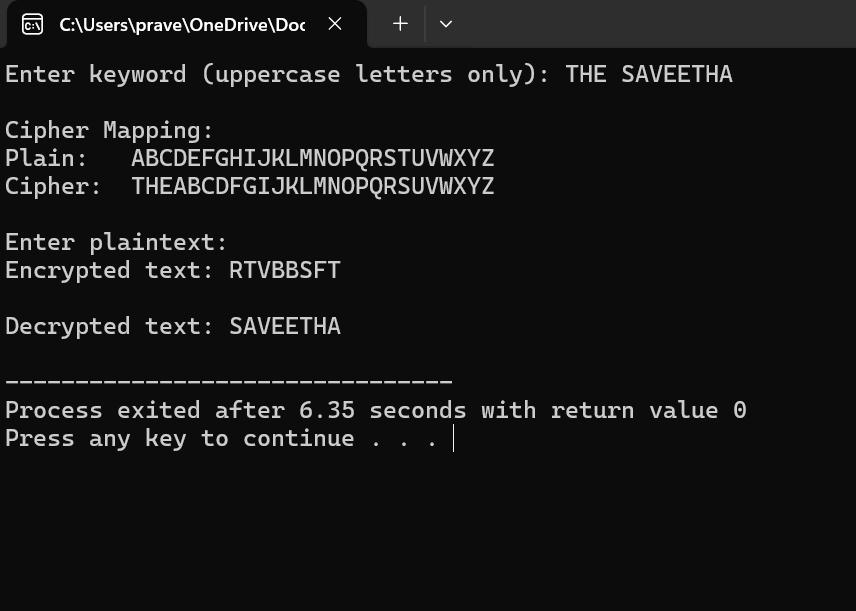 C:\Users\prave\OneDrive\Doc
Enter keyword (uppercase letters only): THE SAVEETHA
Cipher Mapping:
Plain:   ABCDEFGHIJKLMNOPQRSTUVWXYZ
Cipher:  THEABCDFGIJKLMNOPQRSUVWXYZ
Enter plaintext:
Encrypted text: RTVBBSFT
Decrypted text: SAVEETHA
--------------------------------
Process exited after 6.35 seconds with return value 0
Press any key to continue . . .